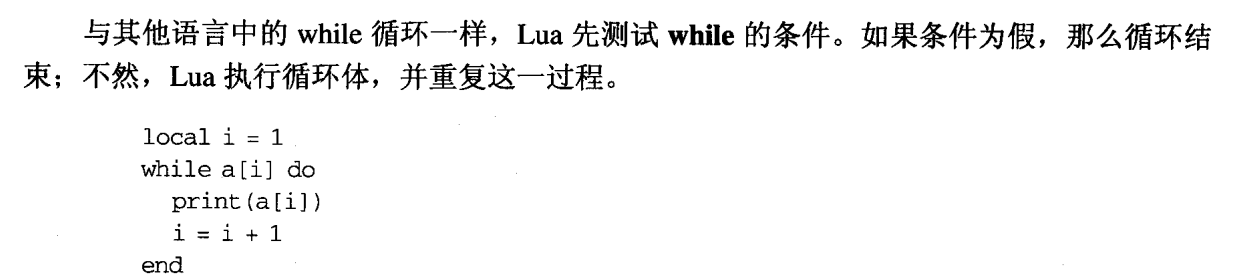 与其他语言中的 while 循环一样，Lua 先测试 while 的条件。如果条件为假，那么循环结
束；不然，Lua 执行循环体，并重复这一过程。
local i = 1
while a[i] do
  print(a[i])
  i = i + 1
end